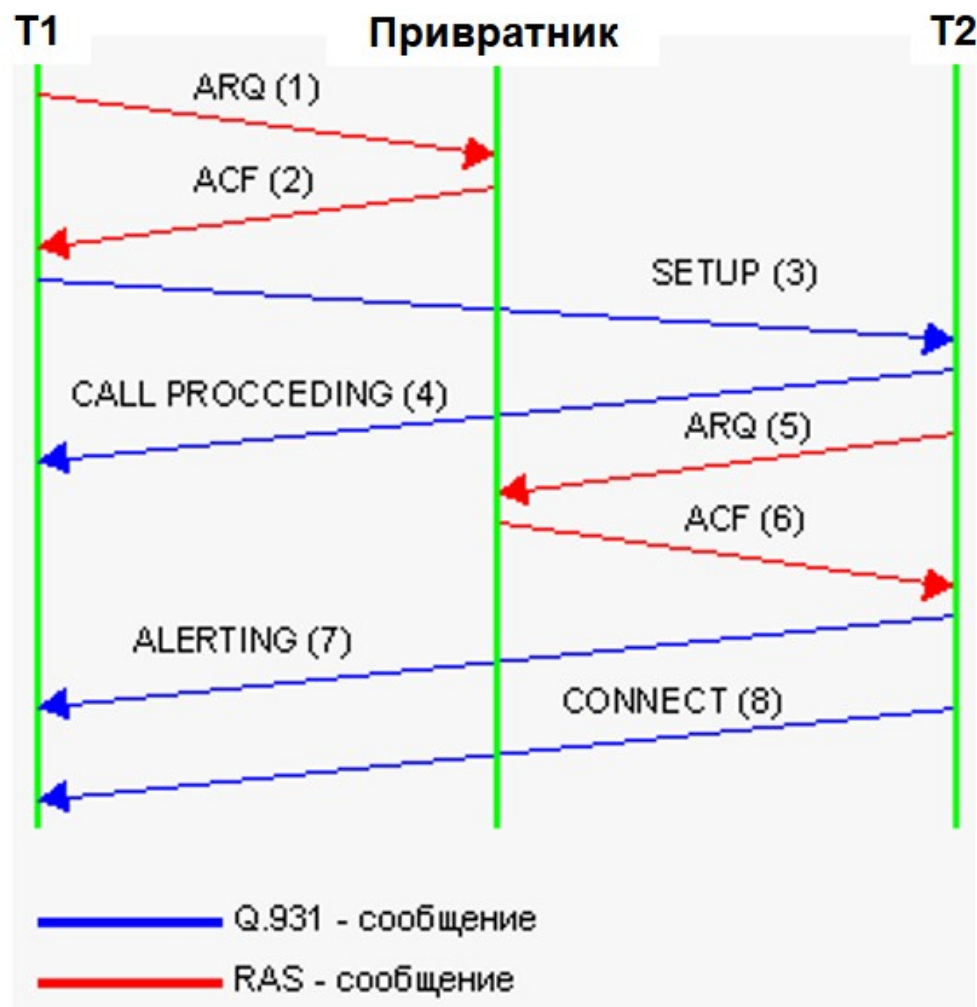 T1 Привратник T2
ARQ (1)
ACF (2)
SETUP (3)
CALL PROCCEDING (4)
ARQ (5)
ACF (6)
ALERTING (7)
CONNECT (8)
Q.931 - сообщение
RAS - сообщение